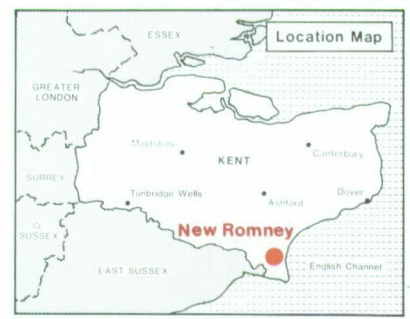 Location Map
ESSEX
GREATER
LONDON
Maidstone
KENT
Canterbury
SURREY
Tunbridge Wells
Ashford
Dover
W.
SUSSEX
New Romney
EAST SUSSEX
English Channel